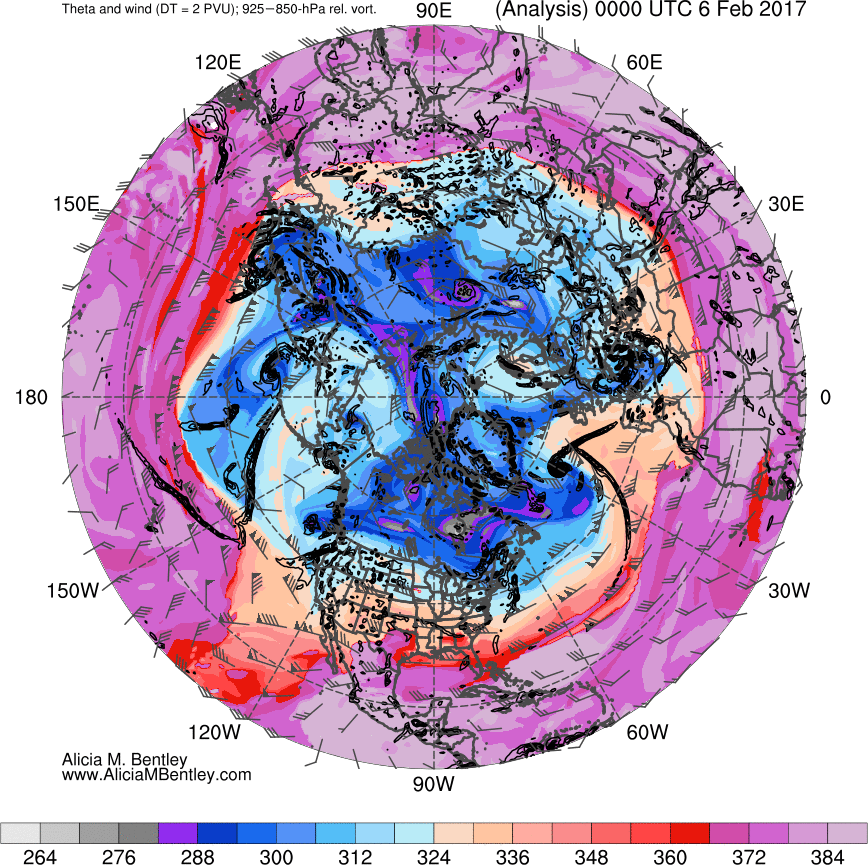 Theta and wind (DT = 2 PVU); 925−850-hPa rel. vort.
90E
(Analysis) 0000 UTC 6 Feb 2017
120E
60E
150E
30E
180
0
150W
30W
120W
60W
Alicia M. Bentley
www.AliciaMBentley.com
90W
264 276 288 300 312 324 336 348 360 372 384